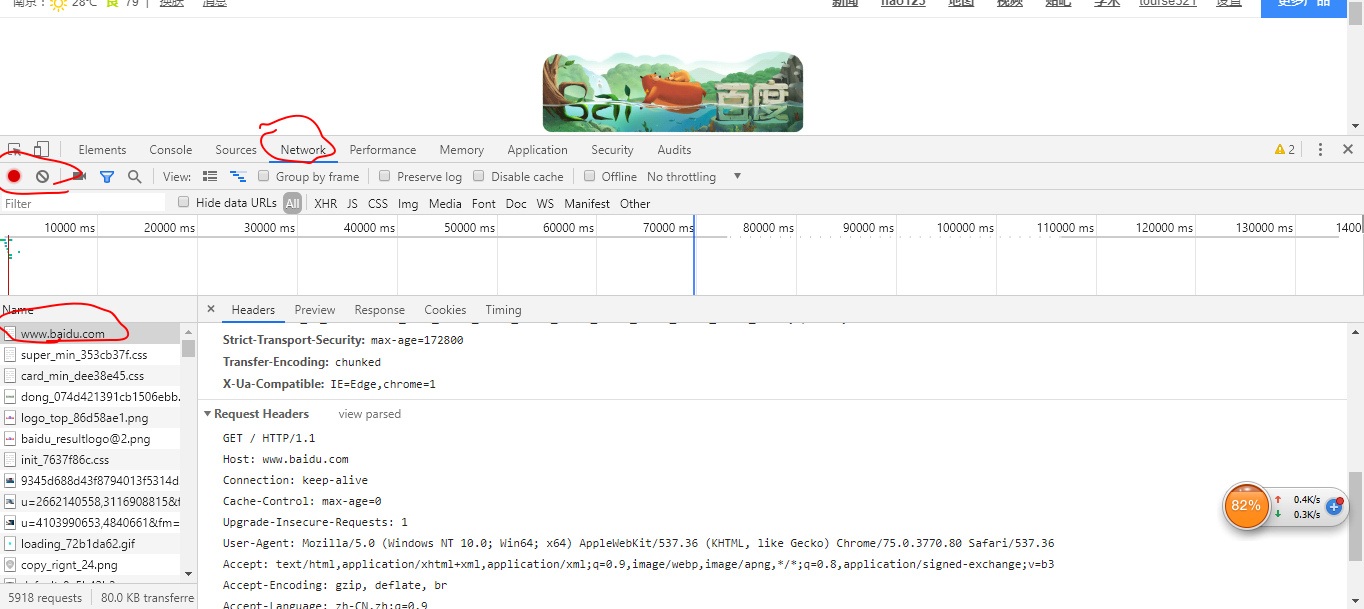 南京： 28℃ 良 79 | 换肤 消息 新闻 hao123 地图 视频 贴吧 学术 tourse521 设置 更多产品
Bai 百度
Elements Console Sources Network Performance Memory Application Security Audits 2
View: Group by frame Preserve log Disable cache Offline No throttling
Filter Hide data URLs All XHR JS CSS Img Media Font Doc WS Manifest Other
10000 ms 20000 ms 30000 ms 40000 ms 50000 ms 60000 ms 70000 ms 80000 ms 90000 ms 100000 ms 110000 ms 120000 ms 130000 ms 1400
Name
www.baidu.com
super_min_353cb37f.css
card_min_dee38e45.css
dong_074d421391cb1506ebb.
logo_top_86d58ae1.png
baidu_resultlogo@2.png
init_7637f86c.css
9345d688d43f8794013f5314d
u=2662140558,3116908815&f
u=4103990653,4840661&fm=
loading_72b1da62.gif
copy_rignt_24.png
5918 requests 80.0 KB transferre
Headers Preview Response Cookies Timing
Strict-Transport-Security: max-age=172800
Transfer-Encoding: chunked
X-Ua-Compatible: IE=Edge,chrome=1
Request Headers view parsed
GET / HTTP/1.1
Host: www.baidu.com
Connection: keep-alive
Cache-Control: max-age=0
Upgrade-Insecure-Requests: 1
User-Agent: Mozilla/5.0 (Windows NT 10.0; Win64; x64) AppleWebKit/537.36 (KHTML, like Gecko) Chrome/75.0.3770.80 Safari/537.36
Accept: text/html,application/xhtml+xml,application/xml;q=0.9,image/webp,image/apng,*/*;q=0.8,application/signed-exchange;v=b3
Accept-Encoding: gzip, deflate, br
Accept-Language: zh-CN,zh;q=0.9
82% 0.4K/s
0.3K/s